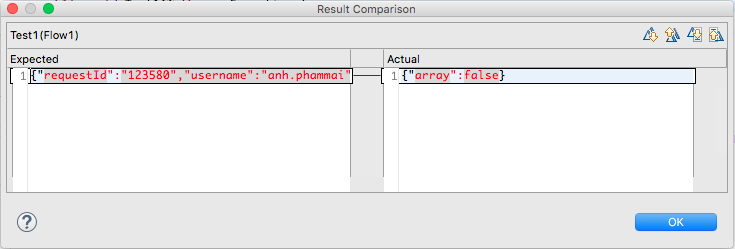 Result Comparison
Test1(Flow1)
Expected
Actual
1 {"requestId":"123580","username":"anh.phammai"
1 {"array":false}
?
OK